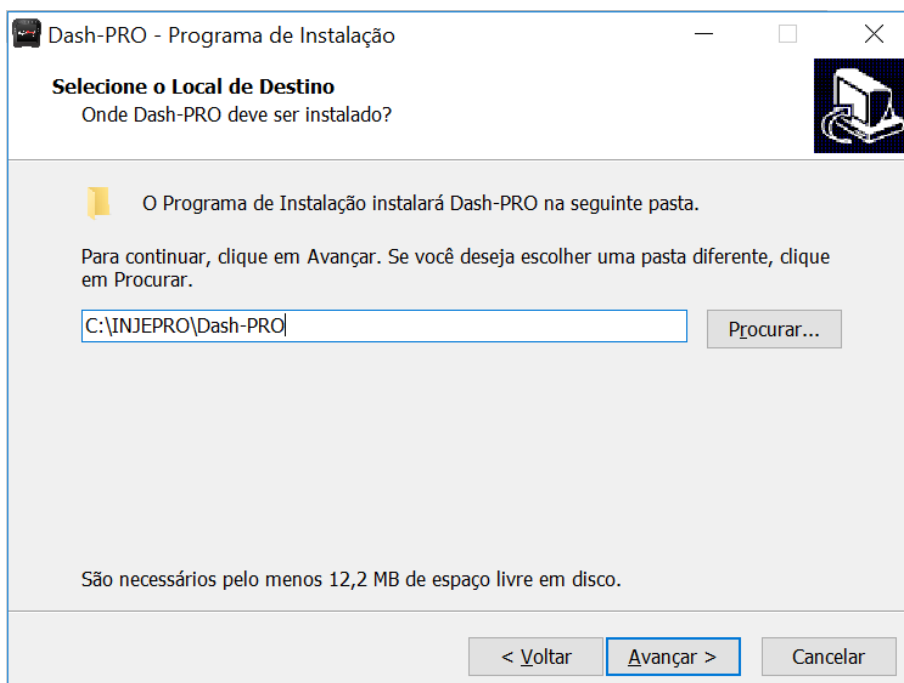 Dash-PRO - Programa de Instalação
Selecione o Local de Destino
Onde Dash-PRO deve ser instalado?
O Programa de Instalação instalará Dash-PRO na seguinte pasta.
Para continuar, clique em Avançar. Se você deseja escolher uma pasta diferente, clique
em Procurar.
C:\INJEPRO\Dash-PRO
Procurar...
São necessários pelo menos 12,2 MB de espaço livre em disco.
< Voltar
Avançar >
Cancelar